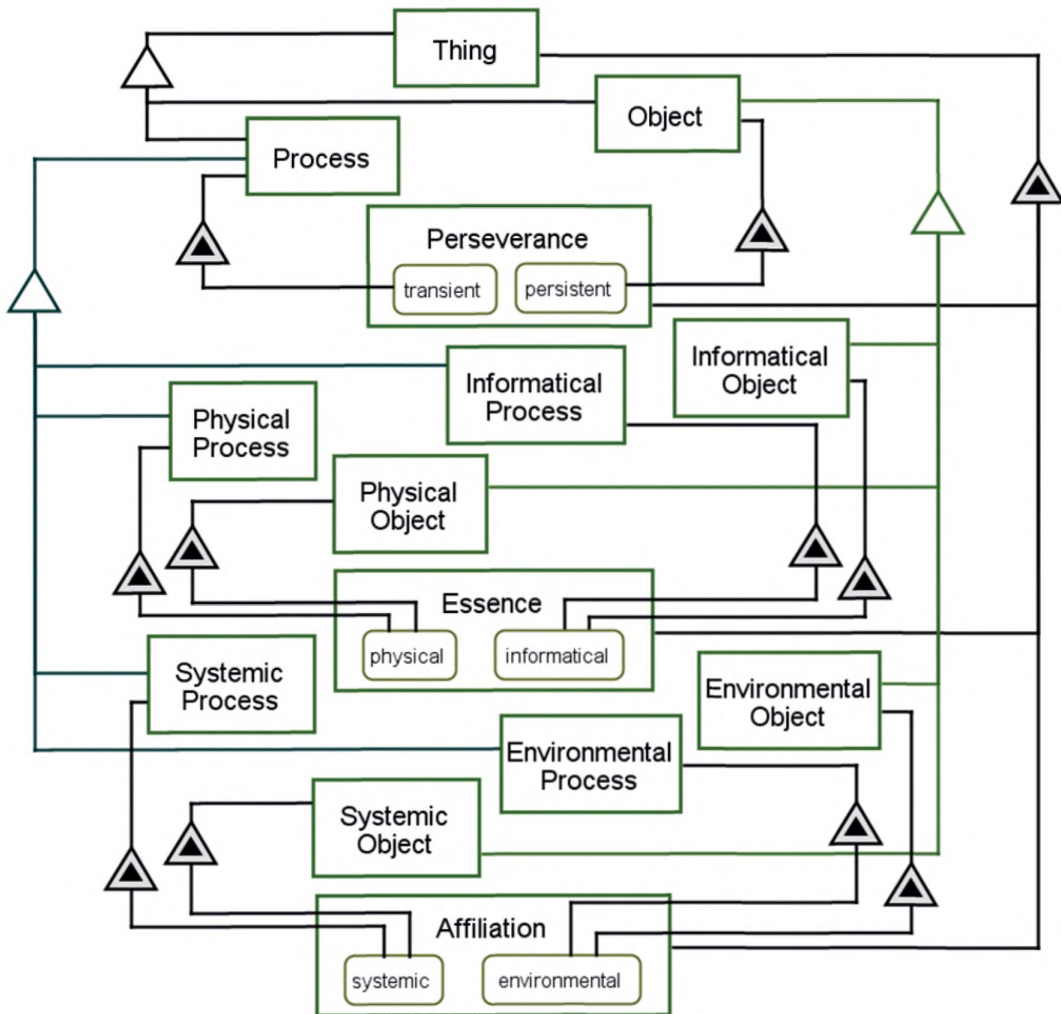 Thing
Object
Process
Perseverance
transient
persistent
Informatical
Object
Informatical
Process
Physical
Process
Physical
Object
Essence
physical
informatical
Systemic
Process
Environmental
Object
Environmental
Process
Systemic
Object
Affiliation
systemic
environmental